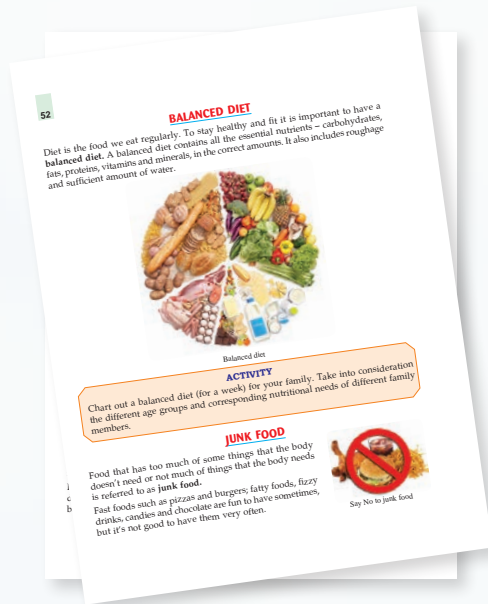 52
BALANCED DIET
Diet is the food we eat regularly. To stay healthy and fit it is important to have a
balanced diet. A balanced diet contains all the essential nutrients – carbohydrates,
fats, proteins, vitamins and minerals, in the correct amounts. It also includes roughage
and sufficient amount of water.
Balanced diet
ACTIVITY
Chart out a balanced diet (for a week) for your family. Take into consideration
the different age groups and corresponding nutritional needs of different family
members.
JUNK FOOD
Food that has too much of some things that the body
doesn't need or not much of things that the body needs
is referred to as junk food.
Fast foods such as pizzas and burgers; fatty foods, fizzy
drinks, candies and chocolate are fun to have sometimes,
but it's not good to have them very often.
Say No to junk food